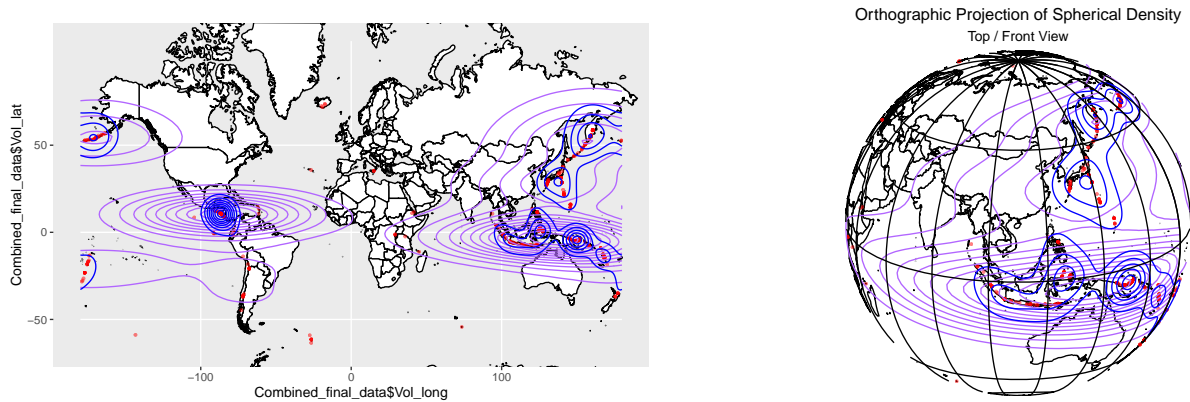 Orthographic Projection of Spherical Density
Top / Front View
Combined_final_data$Vol_lat
50
0
−50
−100
0
100
Combined_final_data$Vol_long